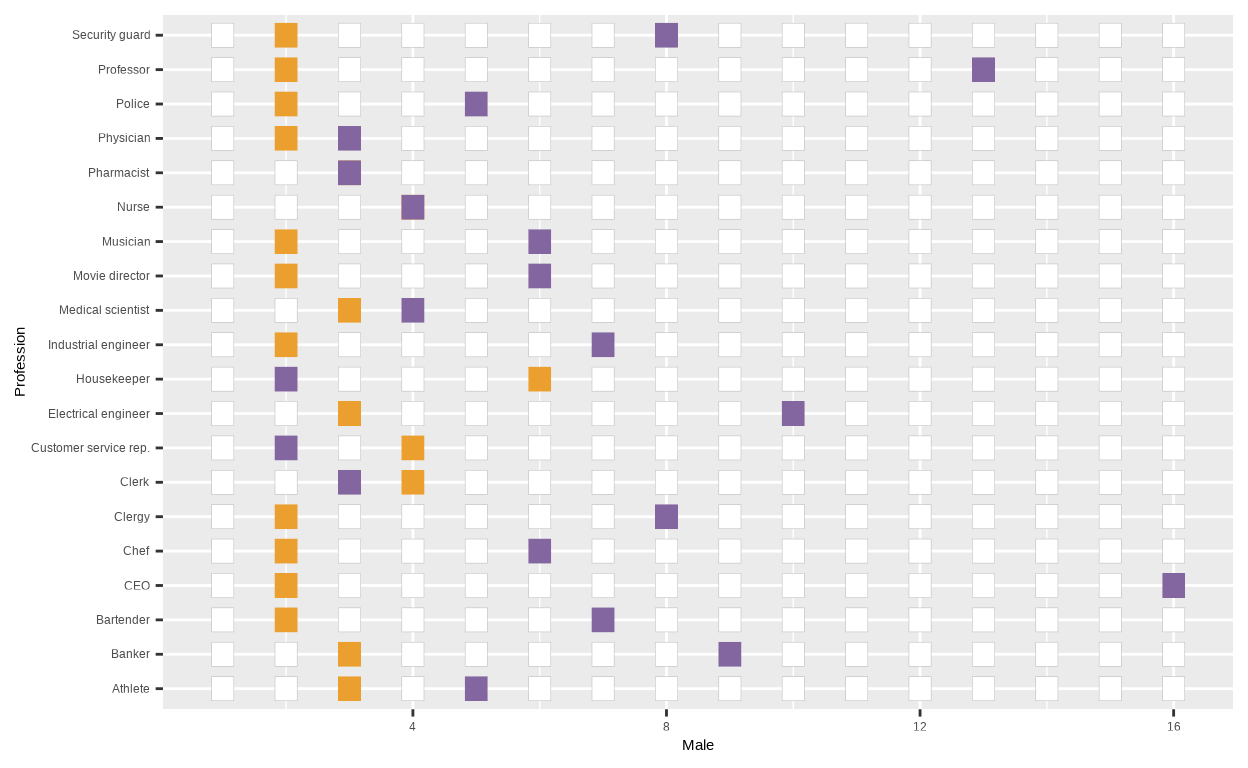 Security guard
Professor
Police
Physician
Pharmacist
Nurse
Musician
Movie director
Medical scientist
Industrial engineer
Housekeeper
Electrical engineer
Customer service rep.
Clerk
Clergy
Chef
CEO
Bartender
Banker
Athlete
Profession
4 8 12 16
Male